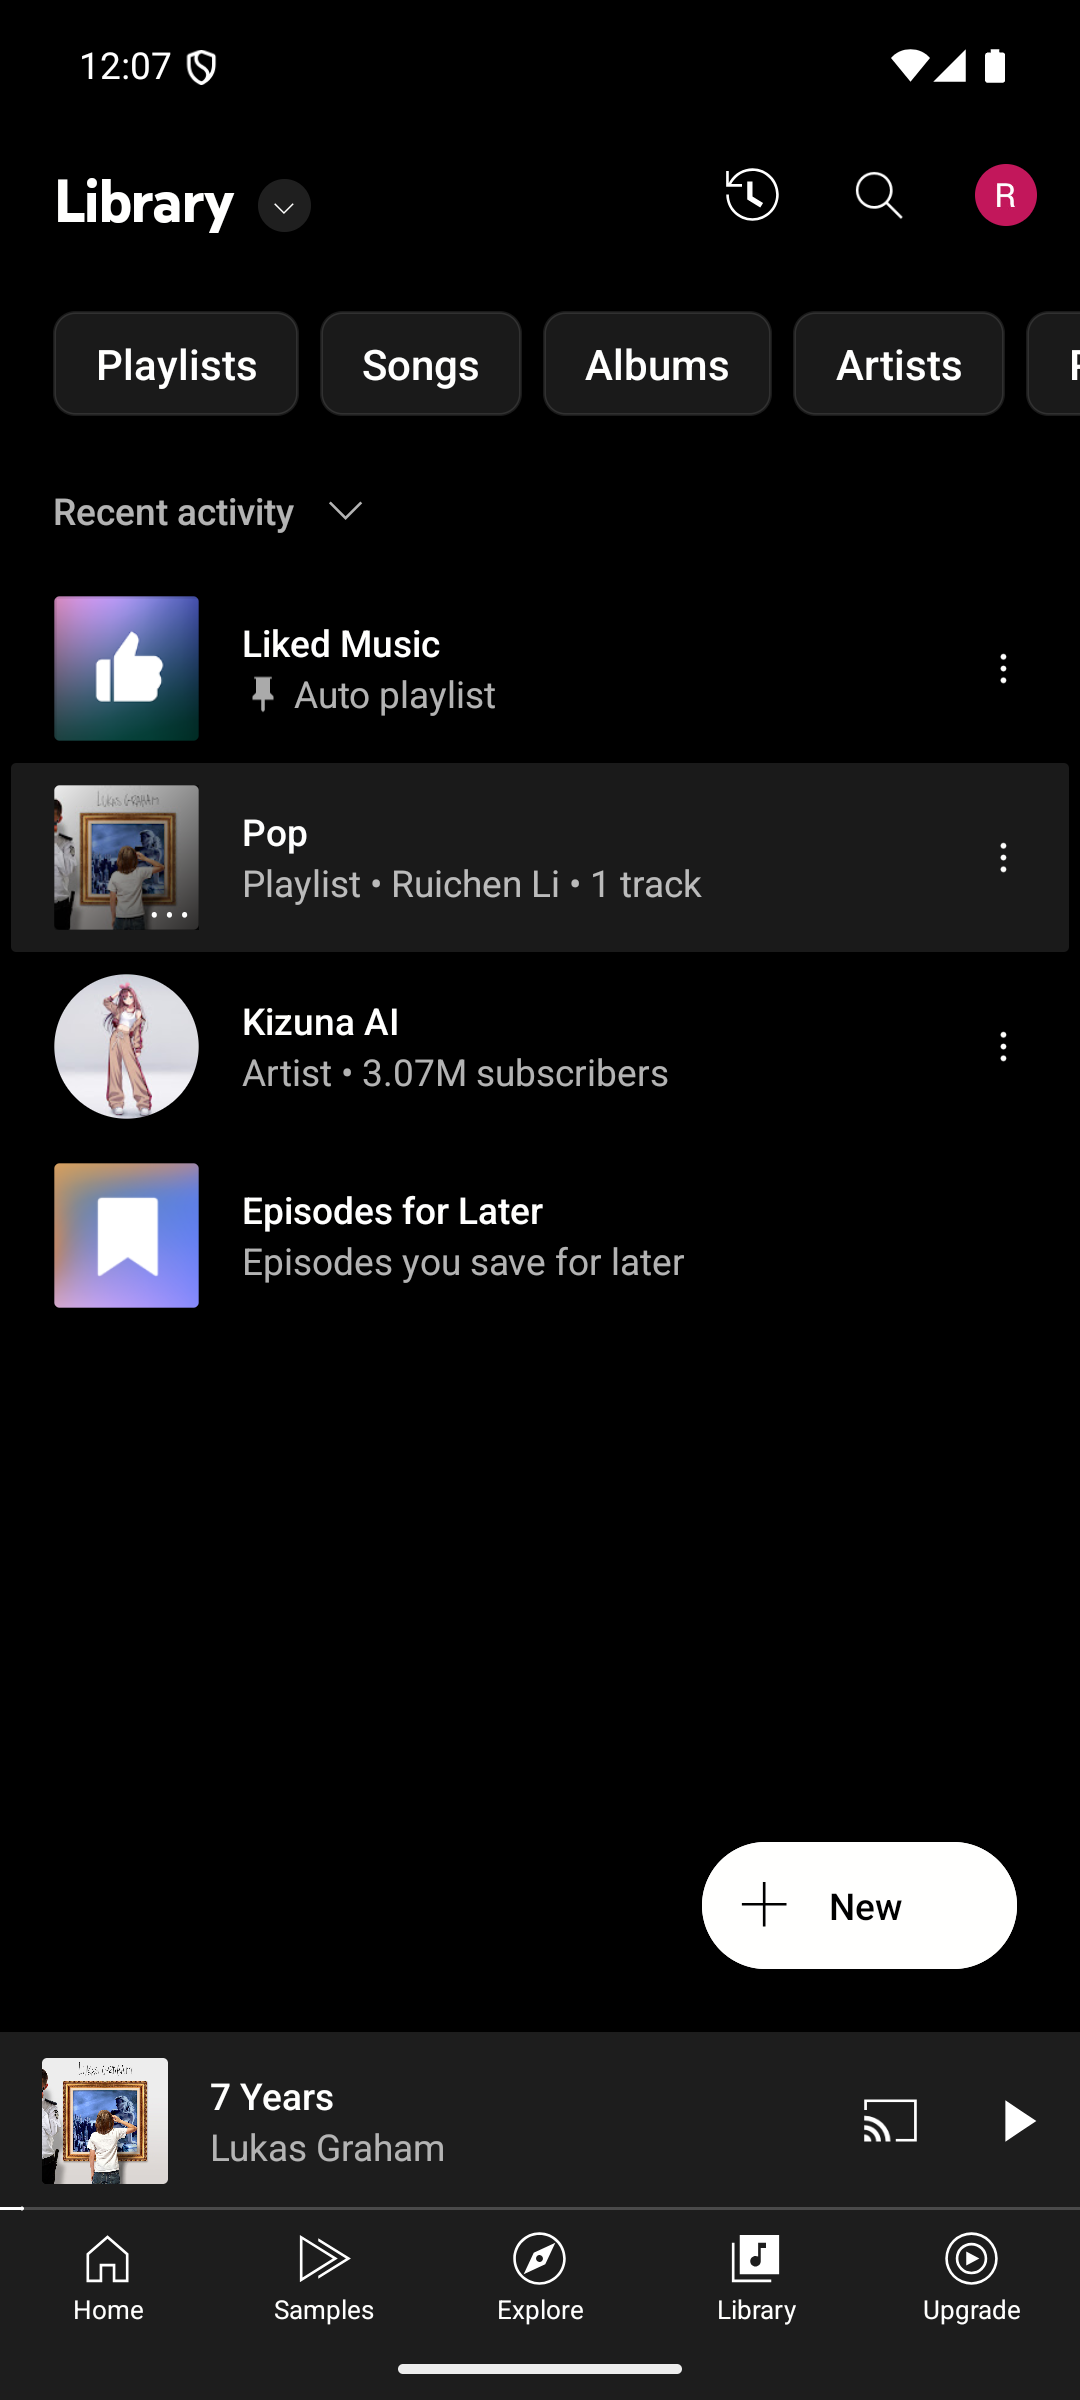 12:07
Library
R
Playlists Songs Albums Artists
Recent activity
Liked Music
Auto playlist
LUKAS GRAHAM
Pop
Playlist • Ruichen Li • 1 track
Kizuna AI
Artist • 3.07M subscribers
Episodes for Later
Episodes you save for later
New
7 Years
Lukas Graham
Home Samples Explore Library Upgrade